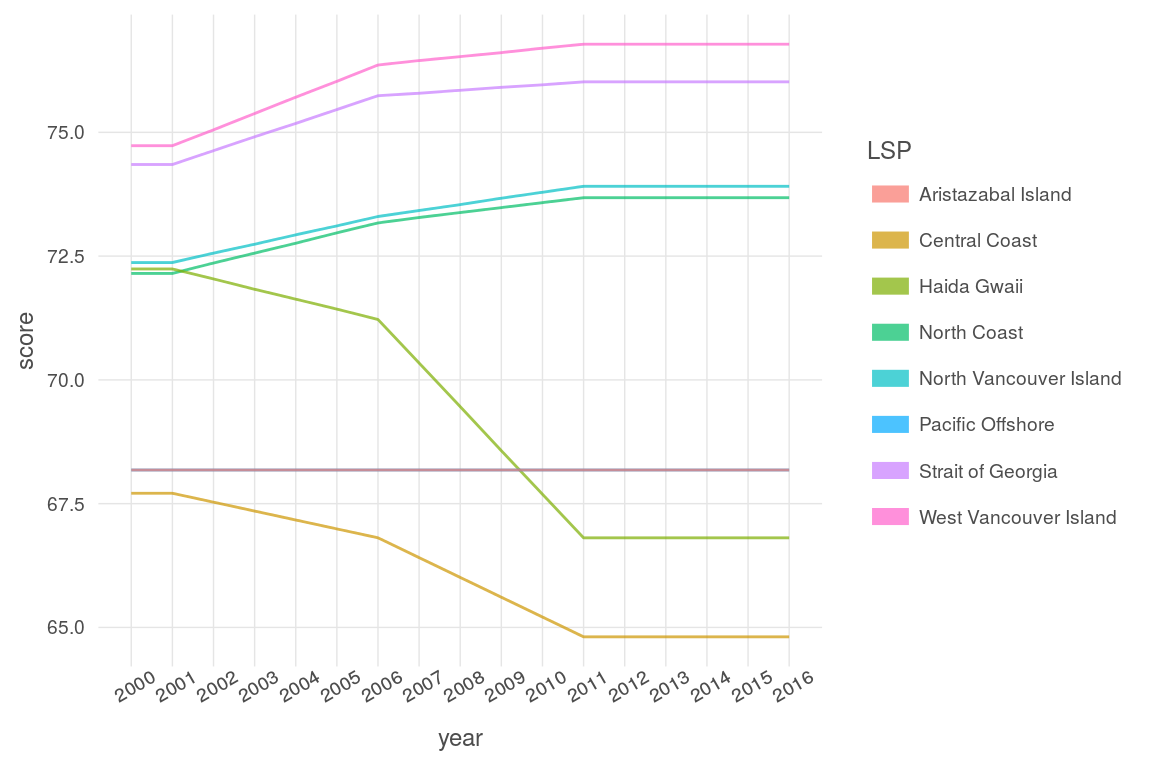 75.0
72.5
70.0
67.5
65.0
score
2000 2001 2002 2003 2004 2005 2006 2007 2008 2009 2010 2011 2012 2013 2014 2015 2016
year
LSP
Aristazabal Island
Central Coast
Haida Gwaii
North Coast
North Vancouver Island
Pacific Offshore
Strait of Georgia
West Vancouver Island